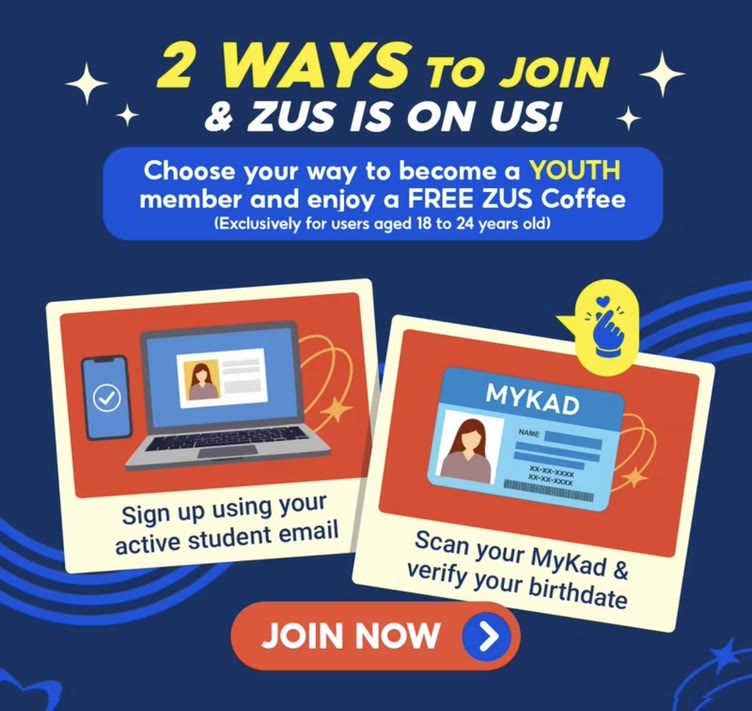 2 WAYS TO JOIN
& ZUS IS ON US!
Choose your way to become a YOUTH
member and enjoy a FREE ZUS Coffee
(Exclusively for users aged 18 to 24 years old)
Sign up using your
active student email
MYKAD
NAME
XX-XX-XXXX
XX-XX-XXXX
Scan your MyKad &
verify your birthdate
JOIN NOW